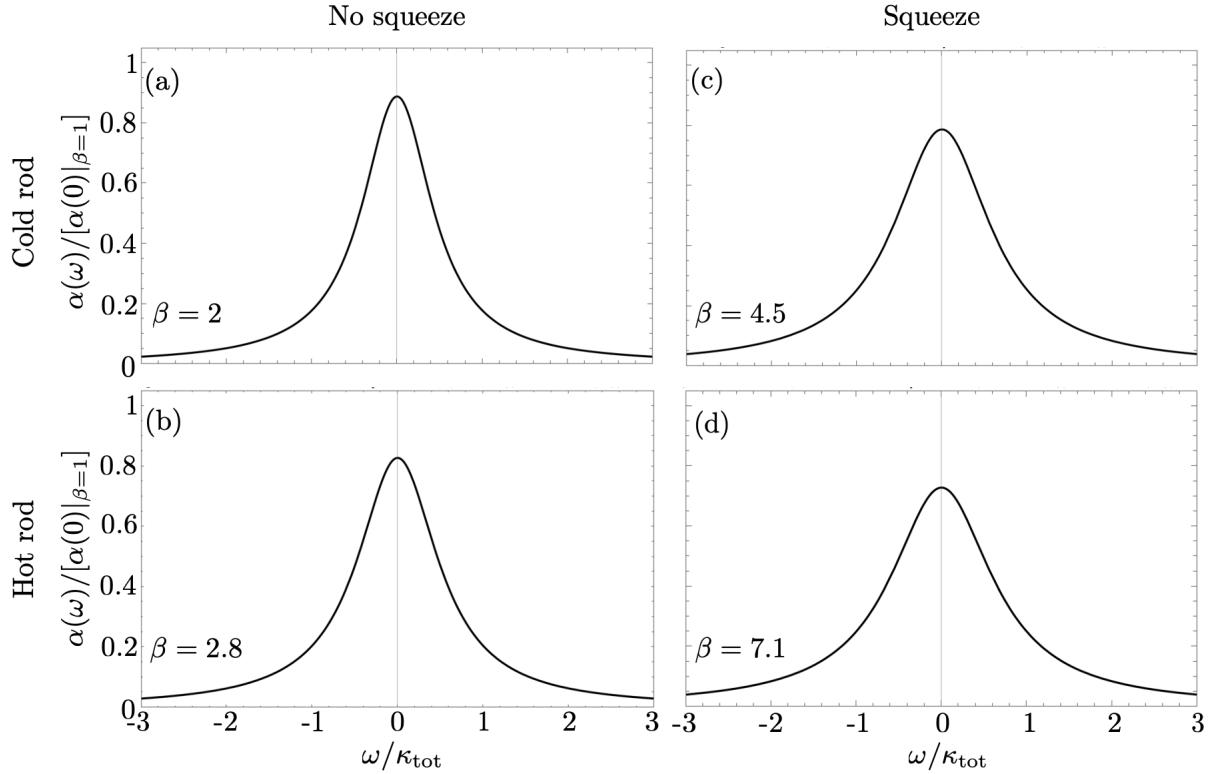 No squeeze
Squeeze
Cold rod
α(ω)/[α(0)|β=1]
1
0.8
0.6
0.4
0.2
0
(a)
β = 2
(c)
β = 4.5
Hot rod
α(ω)/[α(0)|β=1]
1
0.8
0.6
0.4
0.2
0
(b)
β = 2.8
(d)
β = 7.1
-3 -2 -1 0 1 2 3
-3 -2 -1 0 1 2 3
ω/κtot
ω/κtot